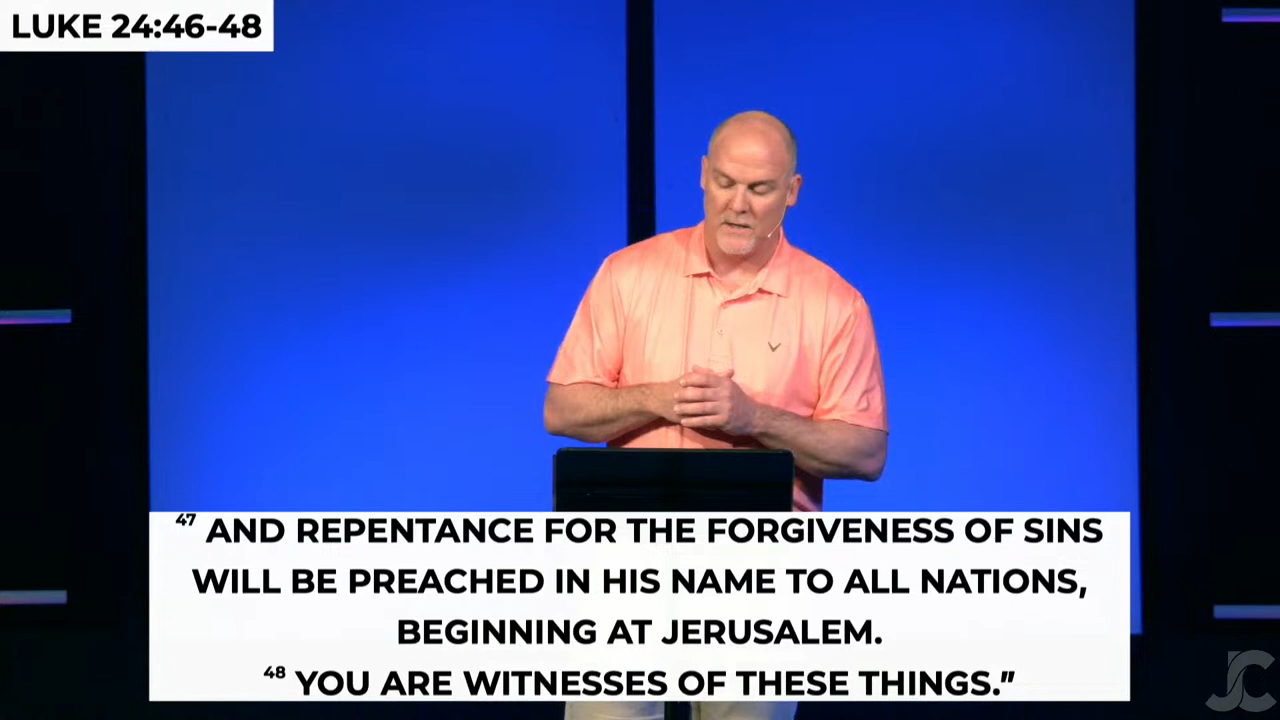 LUKE 24:46-48
47 AND REPENTANCE FOR THE FORGIVENESS OF SINS
WILL BE PREACHED IN HIS NAME TO ALL NATIONS,
BEGINNING AT JERUSALEM.
48 YOU ARE WITNESSES OF THESE THINGS.”
JC